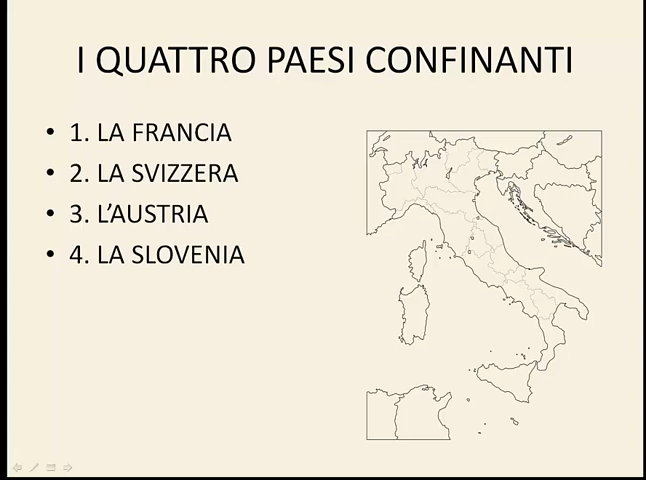 I QUATTRO PAESI CONFINANTI
• 1. LA FRANCIA
• 2. LA SVIZZERA
• 3. L’AUSTRIA
• 4. LA SLOVENIA